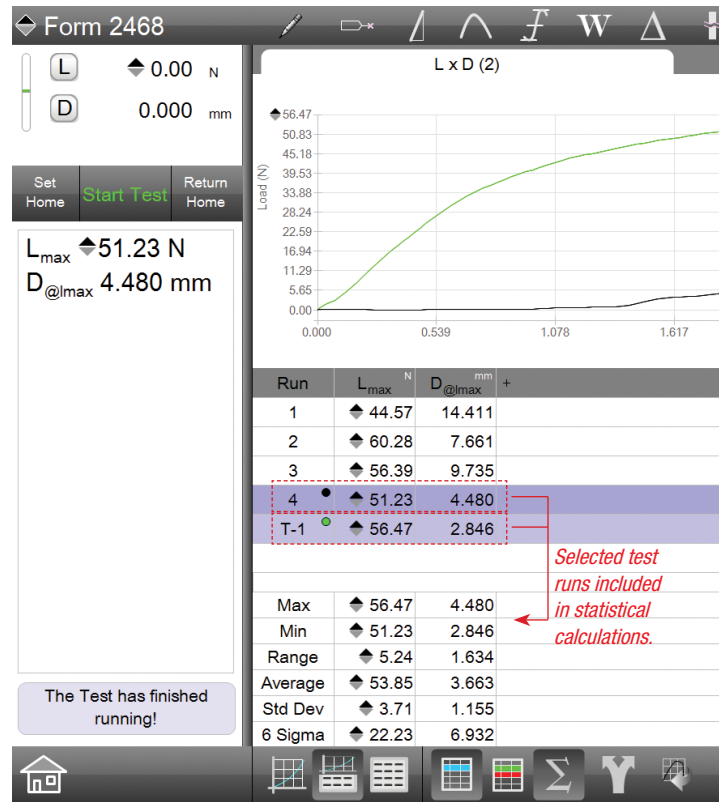 Form 2468
W
L 0.00 N
D 0.000 mm
Set Home
Start Test
Return Home
Lmax 51.23 N
D@lmax 4.480 mm
The Test has finished
running!
L x D (2)
Load (N)
56.47
50.83
45.18
39.53
33.88
28.24
22.59
16.94
11.29
5.65
0.00
0.000 0.539 1.078 1.617
Run Lmax N D@lmax mm +
1 44.57 14.411
2 60.28 7.661
3 56.39 9.735
4 51.23 4.480
T-1 56.47 2.846
Selected test
runs included
in statistical
calculations.
Max 56.47 4.480
Min 51.23 2.846
Range 5.24 1.634
Average 53.85 3.663
Std Dev 3.71 1.155
6 Sigma 22.23 6.932
Σ